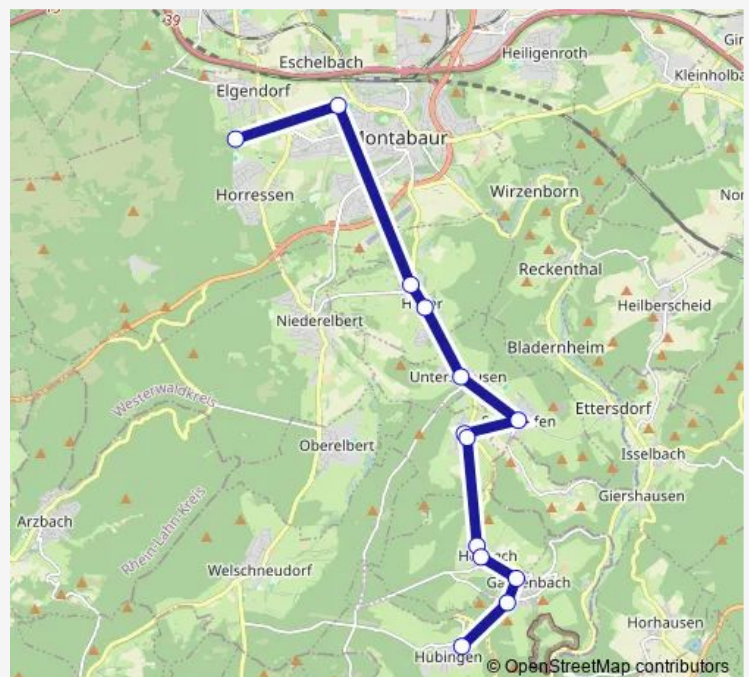 39
Eschelbach
Heiligenroth
Elgendorf
Montabaur
Horressen
Wirzenborn
Reckenthal
Niederelbert
Heilberscheid
Bladernheim
Westerwaldkreis
Ettersdorf
Oberelbert
Isselbach
Giershausen
Arzbach
Rhein-Lahn Kreis
Welschneudorf
Horhausen
Hübingen
© OpenStreetMap contributors